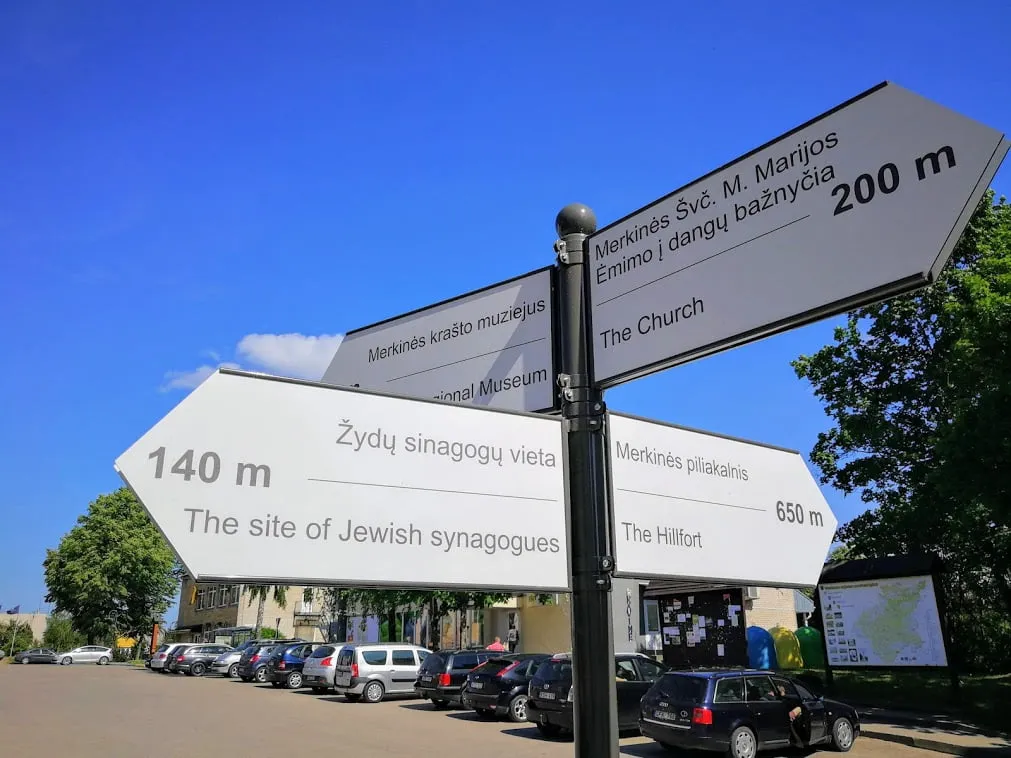 Merkinės Švč. M. Marijos
Ėmimo į dangų bažnyčia
200 m
The Church
Merkinės krašto muziejus
Museum
Žydų sinagogų vieta
140 m
The site of Jewish synagogues
Merkinės piliakalnis
650 m
The Hillfort